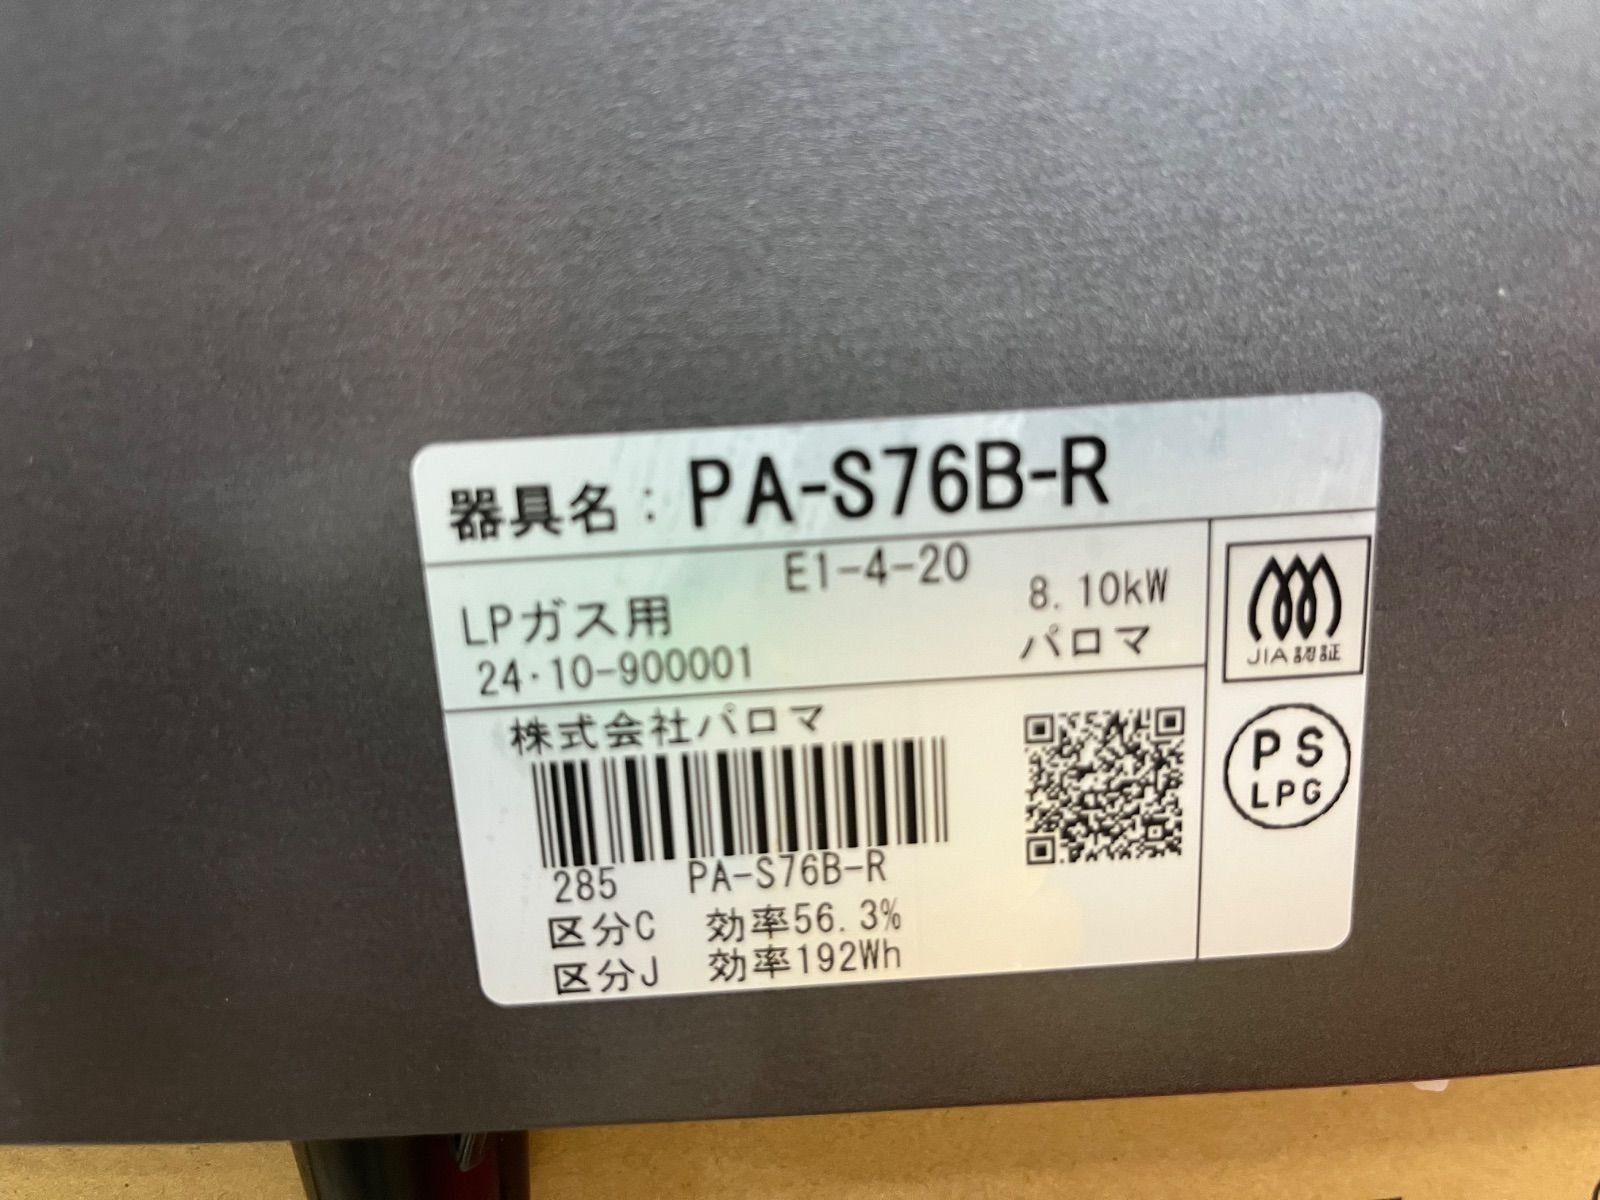 器具名：PA-S76B-R
E1-4-20
LPガス用
8.10kW
24・10-900001
パロマ
JIA認証
株式会社パロマ
PS
LPG
285 PA-S76B-R
区分C 効率56.3%
区分J 効率192Wh